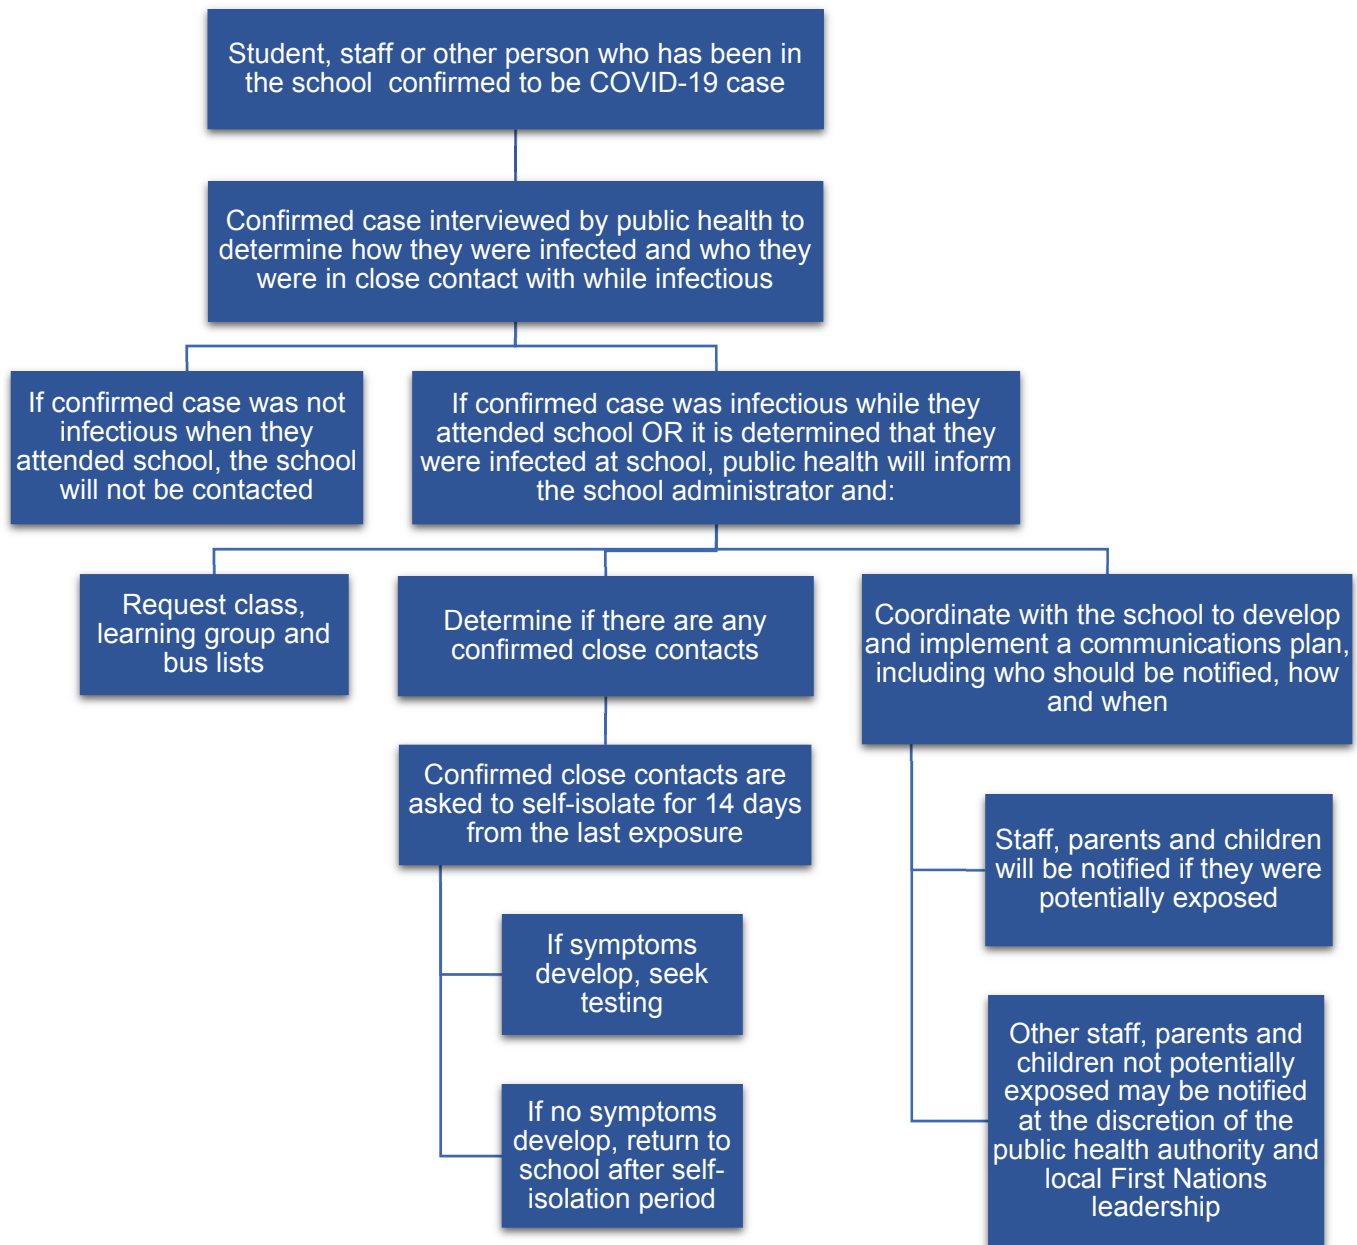 Student, staff or other person who has been in
the school confirmed to be COVID-19 case
Confirmed case interviewed by public health to
determine how they were infected and who they
were in close contact with while infectious
If confirmed case was not
infectious when they
attended school, the school
will not be contacted
If confirmed case was infectious while they
attended school OR it is determined that they
were infected at school, public health will inform
the school administrator and:
Request class,
learning group and
bus lists
Determine if there are any
confirmed close contacts
Confirmed close contacts are
asked to self-isolate for 14 days
from the last exposure
If symptoms
develop, seek
testing
If no symptoms
develop, return to
school after self-
isolation period
Coordinate with the school to develop
and implement a communications plan,
including who should be notified, how
and when
Staff, parents and children
will be notified if they were
potentially exposed
Other staff, parents and
children not potentially
exposed may be notified
at the discretion of the
public health authority and
local First Nations
leadership